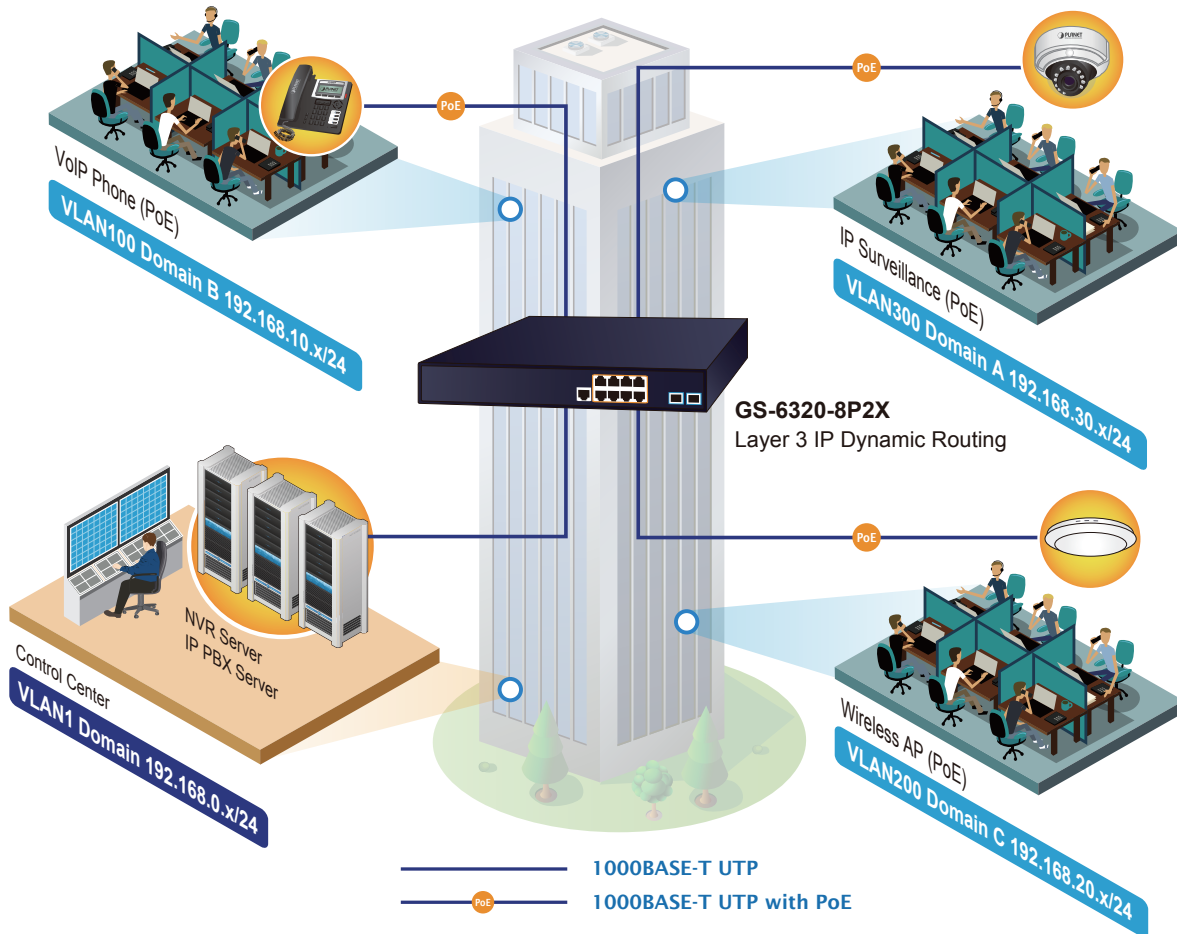 PLANET
PoE
PoE
VoIP Phone (PoE)
VLAN100 Domain B 192.168.10.x/24
IP Surveillance (PoE)
VLAN300 Domain A 192.168.30.x/24
GS-6320-8P2X
Layer 3 IP Dynamic Routing
PoE
NVR Server
IP PBX Server
Control Center
VLAN1 Domain 192.168.0.x/24
Wireless AP (PoE)
VLAN200 Domain C 192.168.20.x/24
1000BASE-T UTP
PoE
1000BASE-T UTP with PoE